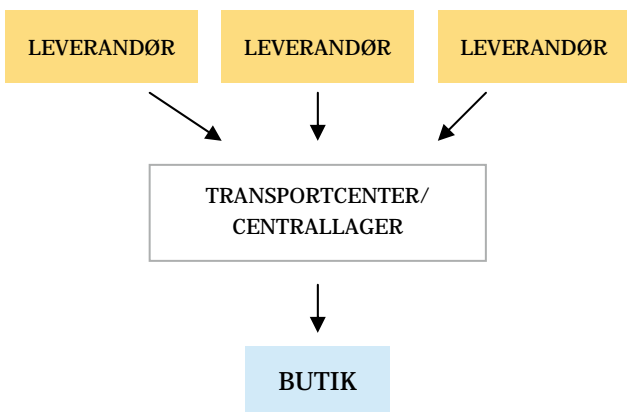 LEVERANDØR
LEVERANDØR
LEVERANDØR
TRANSPORTCENTER/
CENTRALLAGER
BUTIK